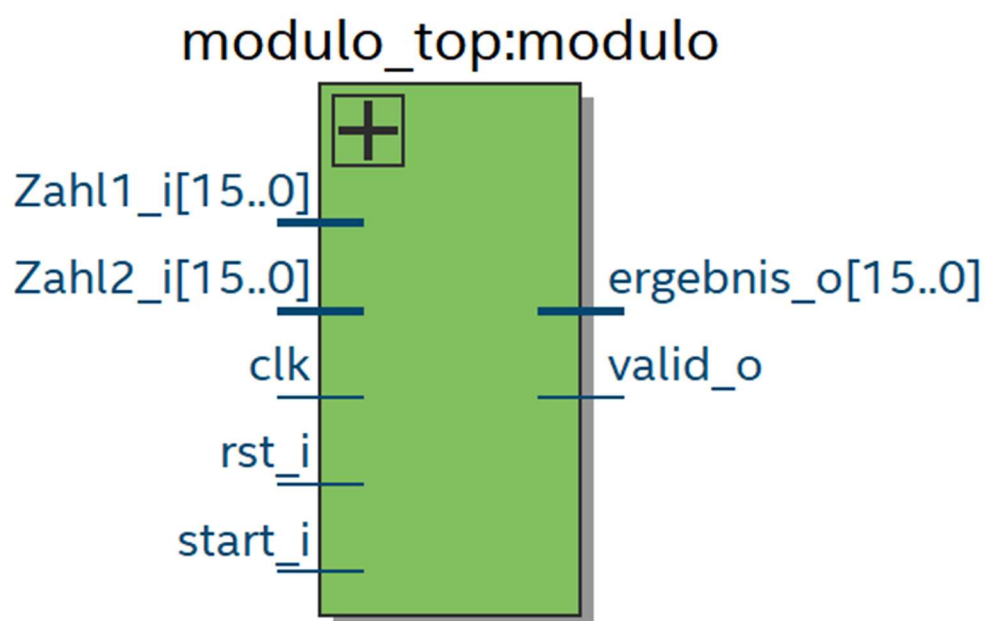 modulo_top:modulo
Zahl1_i[15..0]
Zahl2_i[15..0]
ergebnis_o[15..0]
clk
valid_o
rst_i
start_i